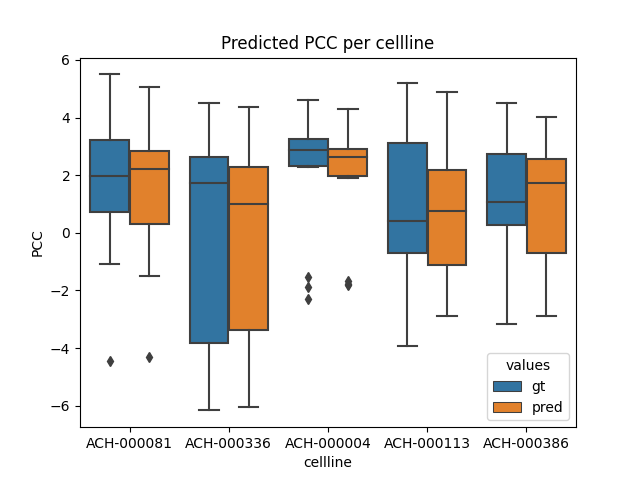 Predicted PCC per cellline
6
4
2
0
−2
−4
−6
PCC
ACH-000081 ACH-000336 ACH-000004 ACH-000113 ACH-000386
cellline
values
gt
pred